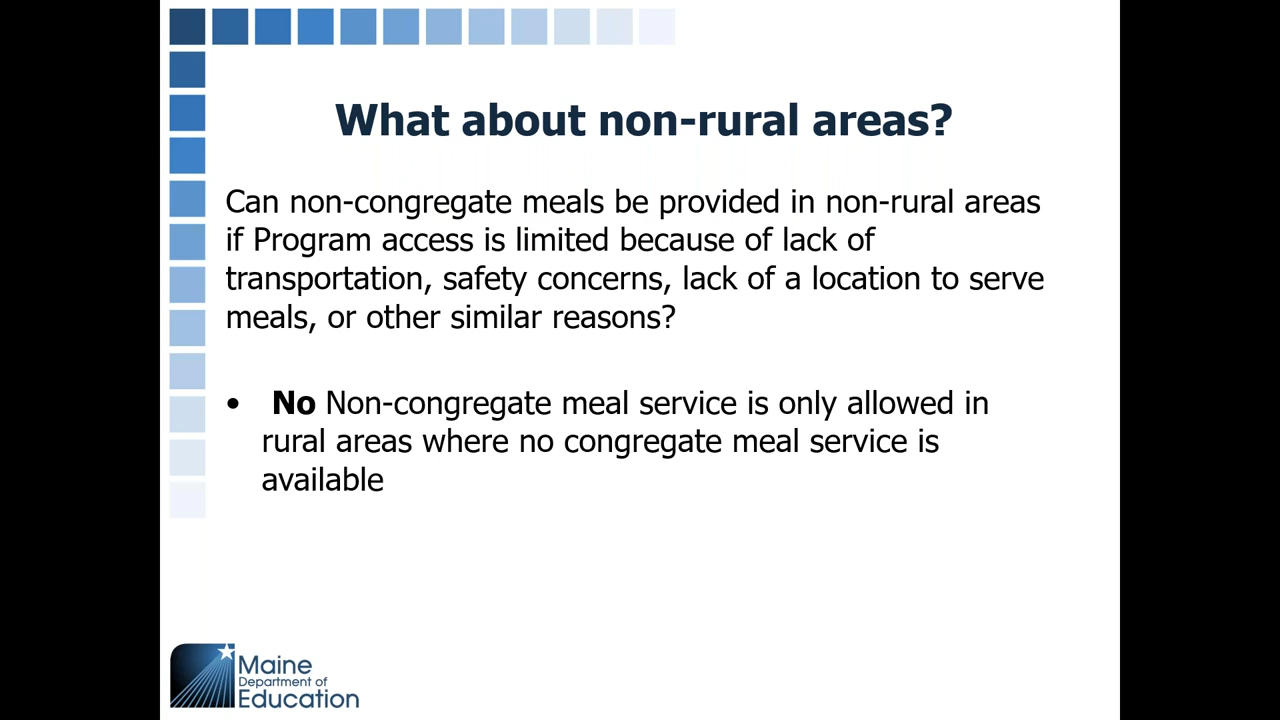 What about non-rural areas?
Can non-congregate meals be provided in non-rural areas
if Program access is limited because of lack of
transportation, safety concerns, lack of a location to serve
meals, or other similar reasons?
• No Non-congregate meal service is only allowed in
rural areas where no congregate meal service is
available
Maine
Department of
Education